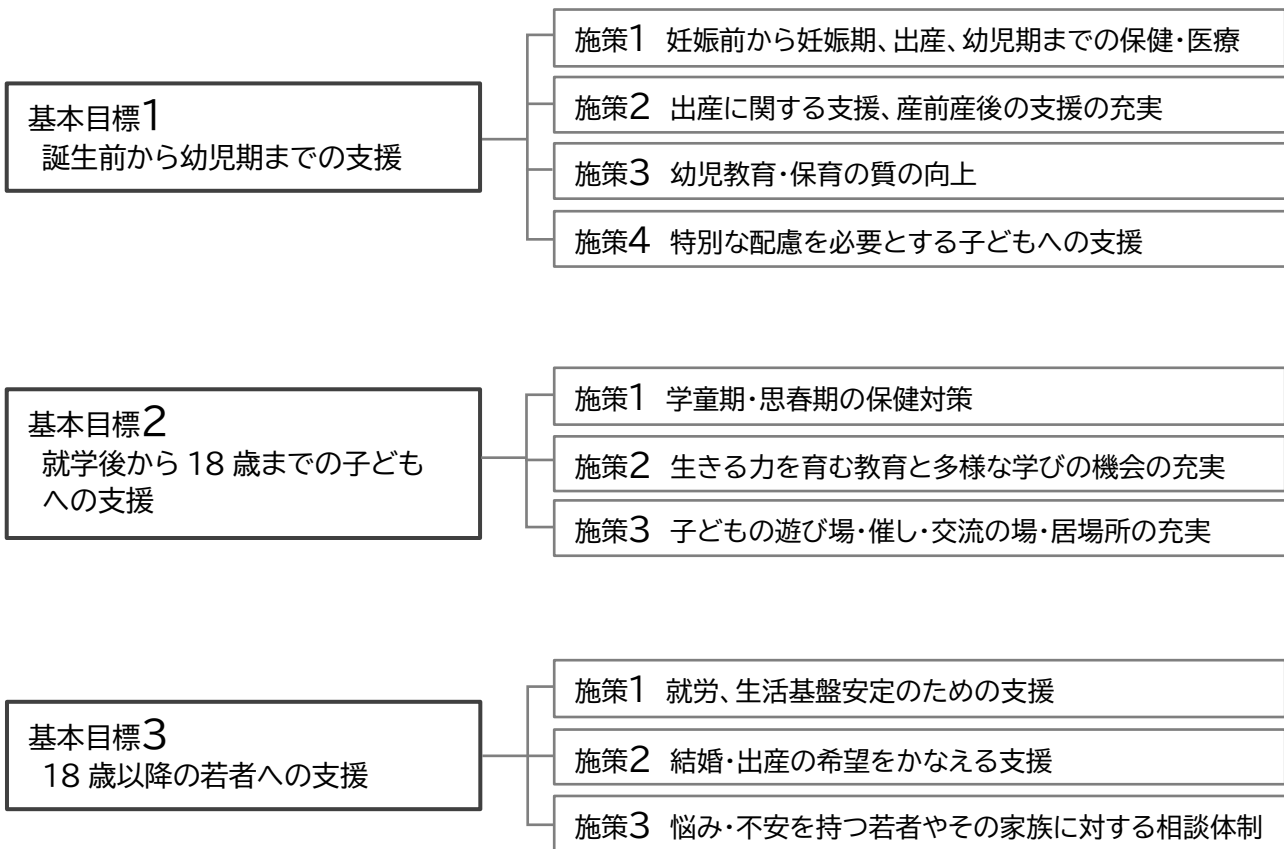 基本目標1
誕生前から幼児期までの支援
施策1 妊娠前から妊娠期、出産、幼児期までの保健・医療
施策2 出産に関する支援、産前産後の支援の充実
施策3 幼児教育・保育の質の向上
施策4 特別な配慮を必要とする子どもへの支援
基本目標2
就学後から 18 歳までの子ども
への支援
施策1 学童期・思春期の保健対策
施策2 生きる力を育む教育と多様な学びの機会の充実
施策3 子どもの遊び場・催し・交流の場・居場所の充実
基本目標3
18 歳以降の若者への支援
施策1 就労、生活基盤安定のための支援
施策2 結婚・出産の希望をかなえる支援
施策3 悩み・不安を持つ若者やその家族に対する相談体制